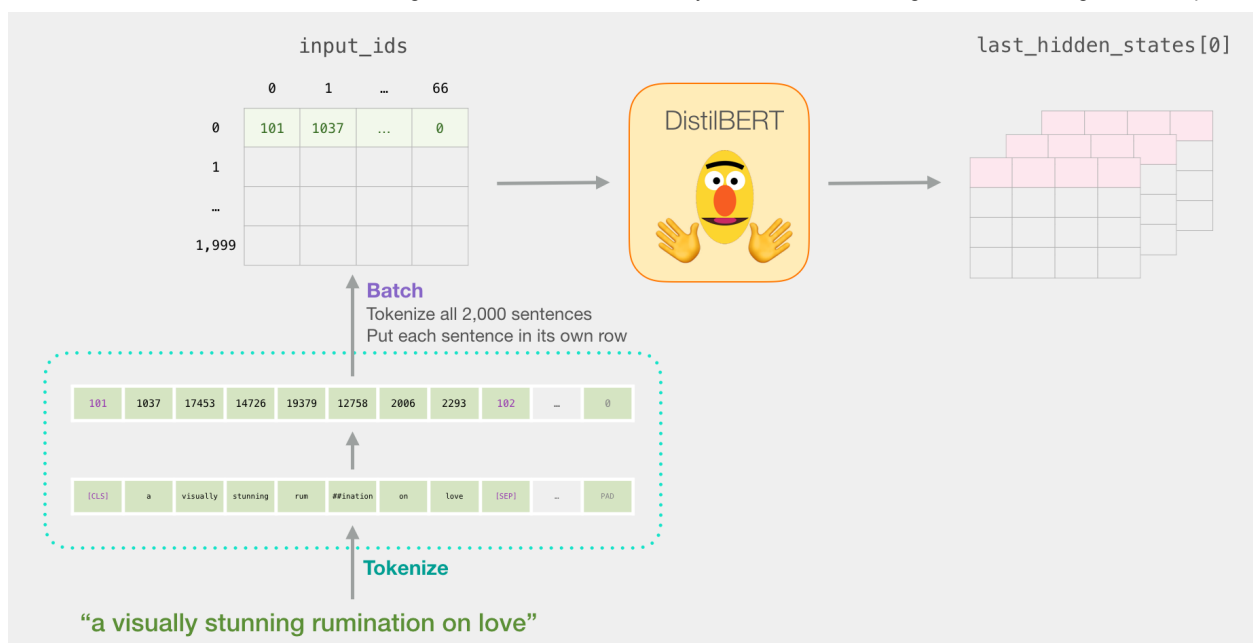 input_ids
last_hidden_states[0]
0 1 … 66
0 101 1037 … 0
1
…
1,999
DistilBERT
Batch
Tokenize all 2,000 sentences
Put each sentence in its own row
101 1037 17453 14726 19379 12758 2006 2293 102 … 0
[CLS] a visually stunning rum ##ination on love [SEP] … PAD
Tokenize
“a visually stunning rumination on love”